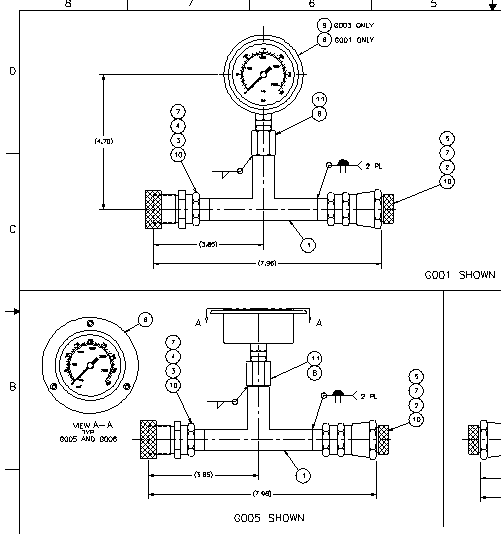 8 7 6 5
D
9 G003 ONLY
6 G001 ONLY
7
4
3
10
11
8
(4.70)
2 PL
5
7
2
10
C
(3.85)
1
(7.96)
G001 SHOWN
A A
6
7
4
3
10
11
8
B
VIEW A-A
TYP
G005 AND G006
2 PL
5
7
2
10
(3.85)
1
(7.96)
G005 SHOWN